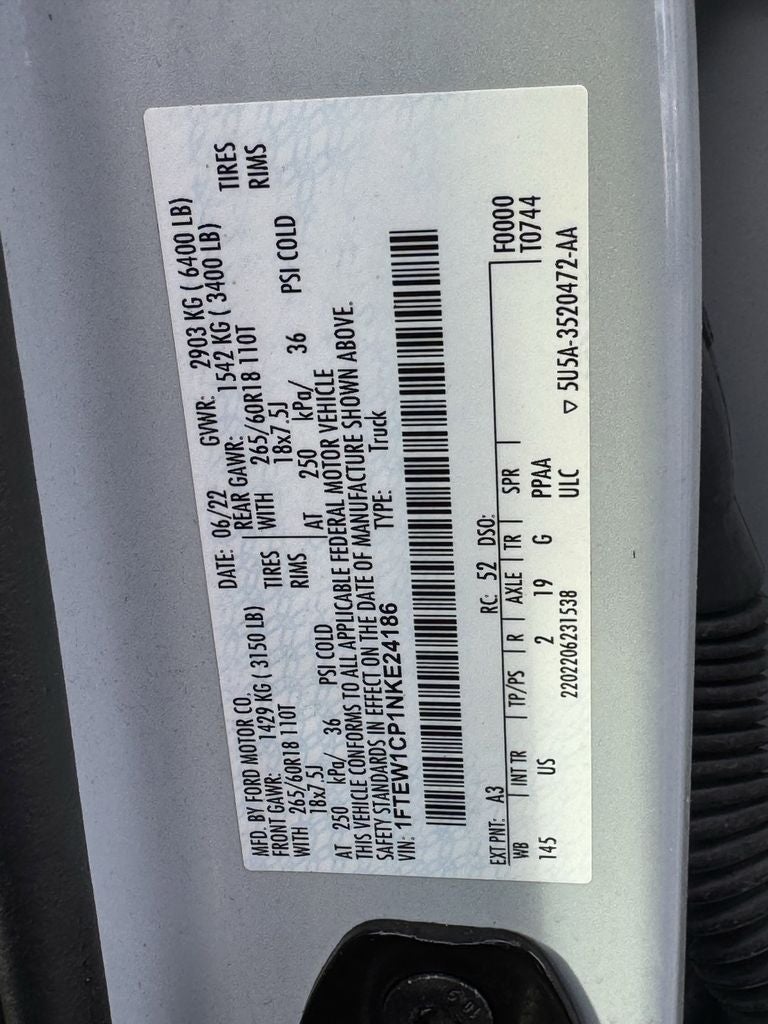 MFD. BY FORD MOTOR CO. DATE: 06/22 GVWR: 2903 KG ( 6400 LB)
FRONT GAWR: 1429 KG ( 3150 LB) REAR GAWR: 1542 KG ( 3400 LB)
WITH 265/60R18 110T TIRES WITH 265/60R18 110T TIRES
18x7.5J RIMS 18x7.5J RIMS
AT 250 kPa/ 36 PSI COLD AT 250 kPa/ 36 PSI COLD
THIS VEHICLE CONFORMS TO ALL APPLICABLE FEDERAL MOTOR VEHICLE
SAFETY STANDARDS IN EFFECT ON THE DATE OF MANUFACTURE SHOWN ABOVE.
VIN: 1FTEW1CP1NKE24186 TYPE: Truck
EXT PNT: A3 RC: 52 DSO: F0000
WB INT TR TP/PS R AXLE TR SPR T0744
145 US 2 19 G PPAA
2202206231538 ULC ▽ 5U5A-3520472-AA